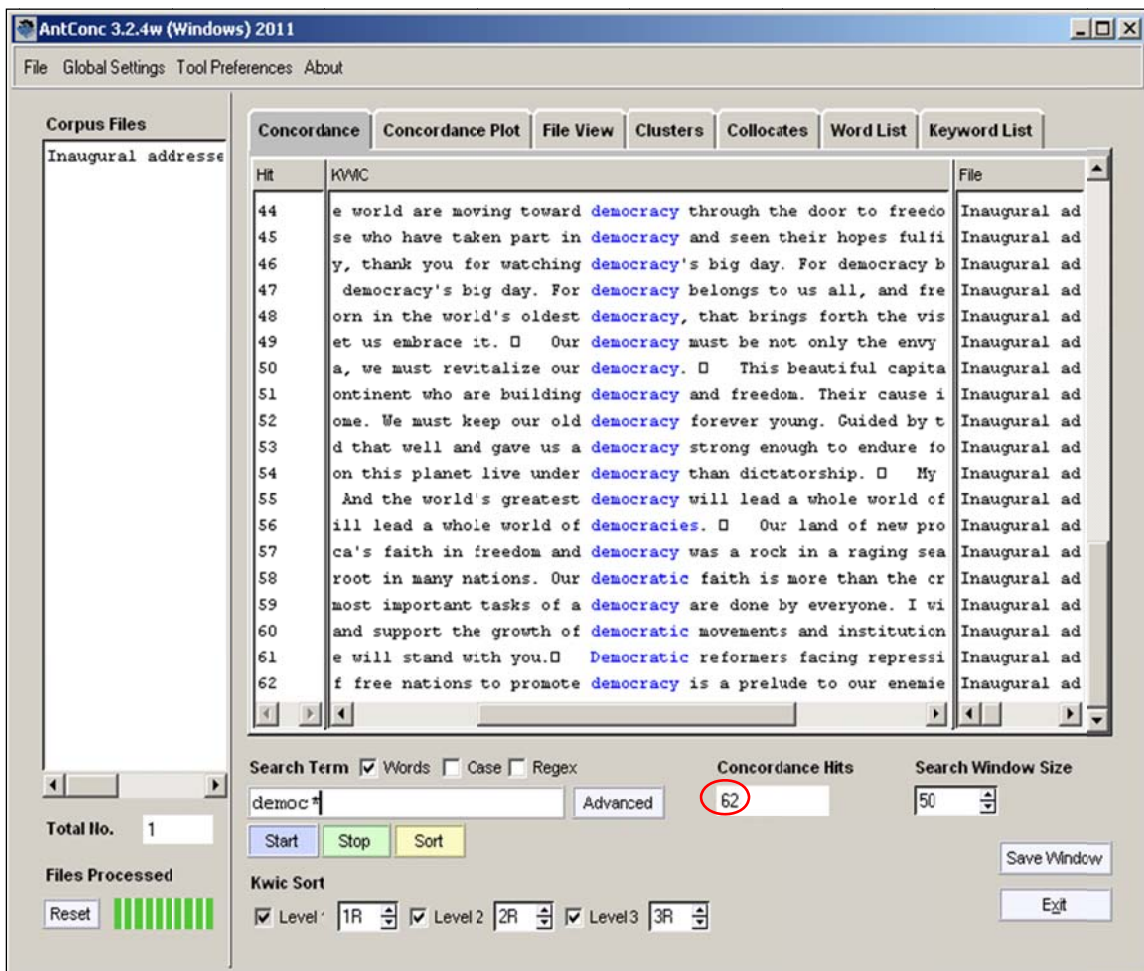 AntConc 3.2.4w (Windows) 2011
File Global Settings Tool Preferences About
Corpus Files
Inaugural addresse
Total No. 1
Files Processed
Reset
Concordance Concordance Plot File View Clusters Collocates Word List Keyword List
Hit KWIC File
44 e world are moving toward democracy through the door to freedo Inaugural ad
45 se who have taken part in democracy and seen their hopes fulfi Inaugural ad
46 y, thank you for watching democracy's big day. For democracy b Inaugural ad
47 democracy's big day. For democracy belongs to us all, and fre Inaugural ad
48 orn in the world's oldest democracy, that brings forth the vis Inaugural ad
49 et us embrace it. □ Our democracy must be not only the envy Inaugural ad
50 a, we must revitalize our democracy. □ This beautiful capita Inaugural ad
51 ontinent who are building democracy and freedom. Their cause i Inaugural ad
52 ome. We must keep our old democracy forever young. Guided by t Inaugural ad
53 d that well and gave us a democracy strong enough to endure fo Inaugural ad
54 on this planet live under democracy than dictatorship. □ My Inaugural ad
55 And the world's greatest democracy will lead a whole world of Inaugural ad
56 ill lead a whole world of democracies. □ Our land of new pro Inaugural ad
57 ca's faith in freedom and democracy was a rock in a raging sea Inaugural ad
58 root in many nations. Our democratic faith is more than the cr Inaugural ad
59 most important tasks of a democracy are done by everyone. I wi Inaugural ad
60 and support the growth of democratic movements and institution Inaugural ad
61 e will stand with you.□ Democratic reformers facing repressi Inaugural ad
62 f free nations to promote democracy is a prelude to our enemie Inaugural ad
Search Term Words Case Regex Concordance Hits Search Window Size
democ* Advanced 62 50
Start Stop Sort
Save Window
Kwic Sort
Exit
Level 1 1R Level 2 2R Level 3 3R